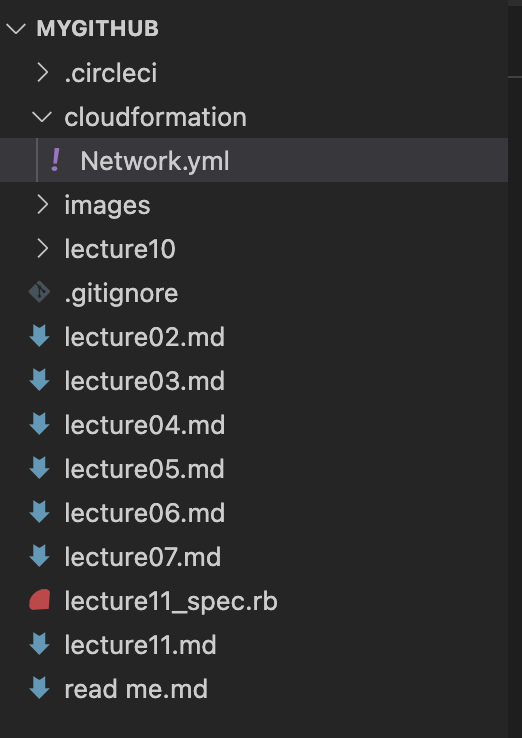 MYGITHUB
.circleci
cloudformation
! Network.yml
images
lecture10
.gitignore
lecture02.md
lecture03.md
lecture04.md
lecture05.md
lecture06.md
lecture07.md
lecture11_spec.rb
lecture11.md
read me.md